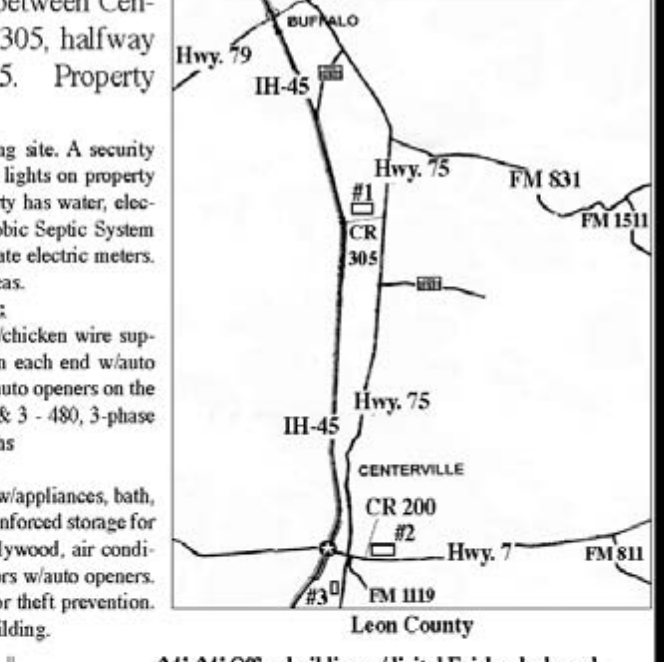 between Cen-
305, halfway
5. Property
ng site. A security
lights on property
ty has water, elec-
obic Septic System
ate electric meters.
eas.
/chicken wire sup-
n each end w/auto
auto openers on the
& 3 - 480, 3-phase
ns
w/appliances, bath,
nforced storage for
lywood, air condi-
rs w/auto openers.
or theft prevention.
ilding.
BUFFALO
Hwy. 79
IH-45
Hwy. 75
FM 831
#1
FM 1511
CR
305
Hwy. 75
IH-45
CENTERVILLE
CR 200
#2
Hwy. 7
FM 811
#3
FM 1119
Leon County